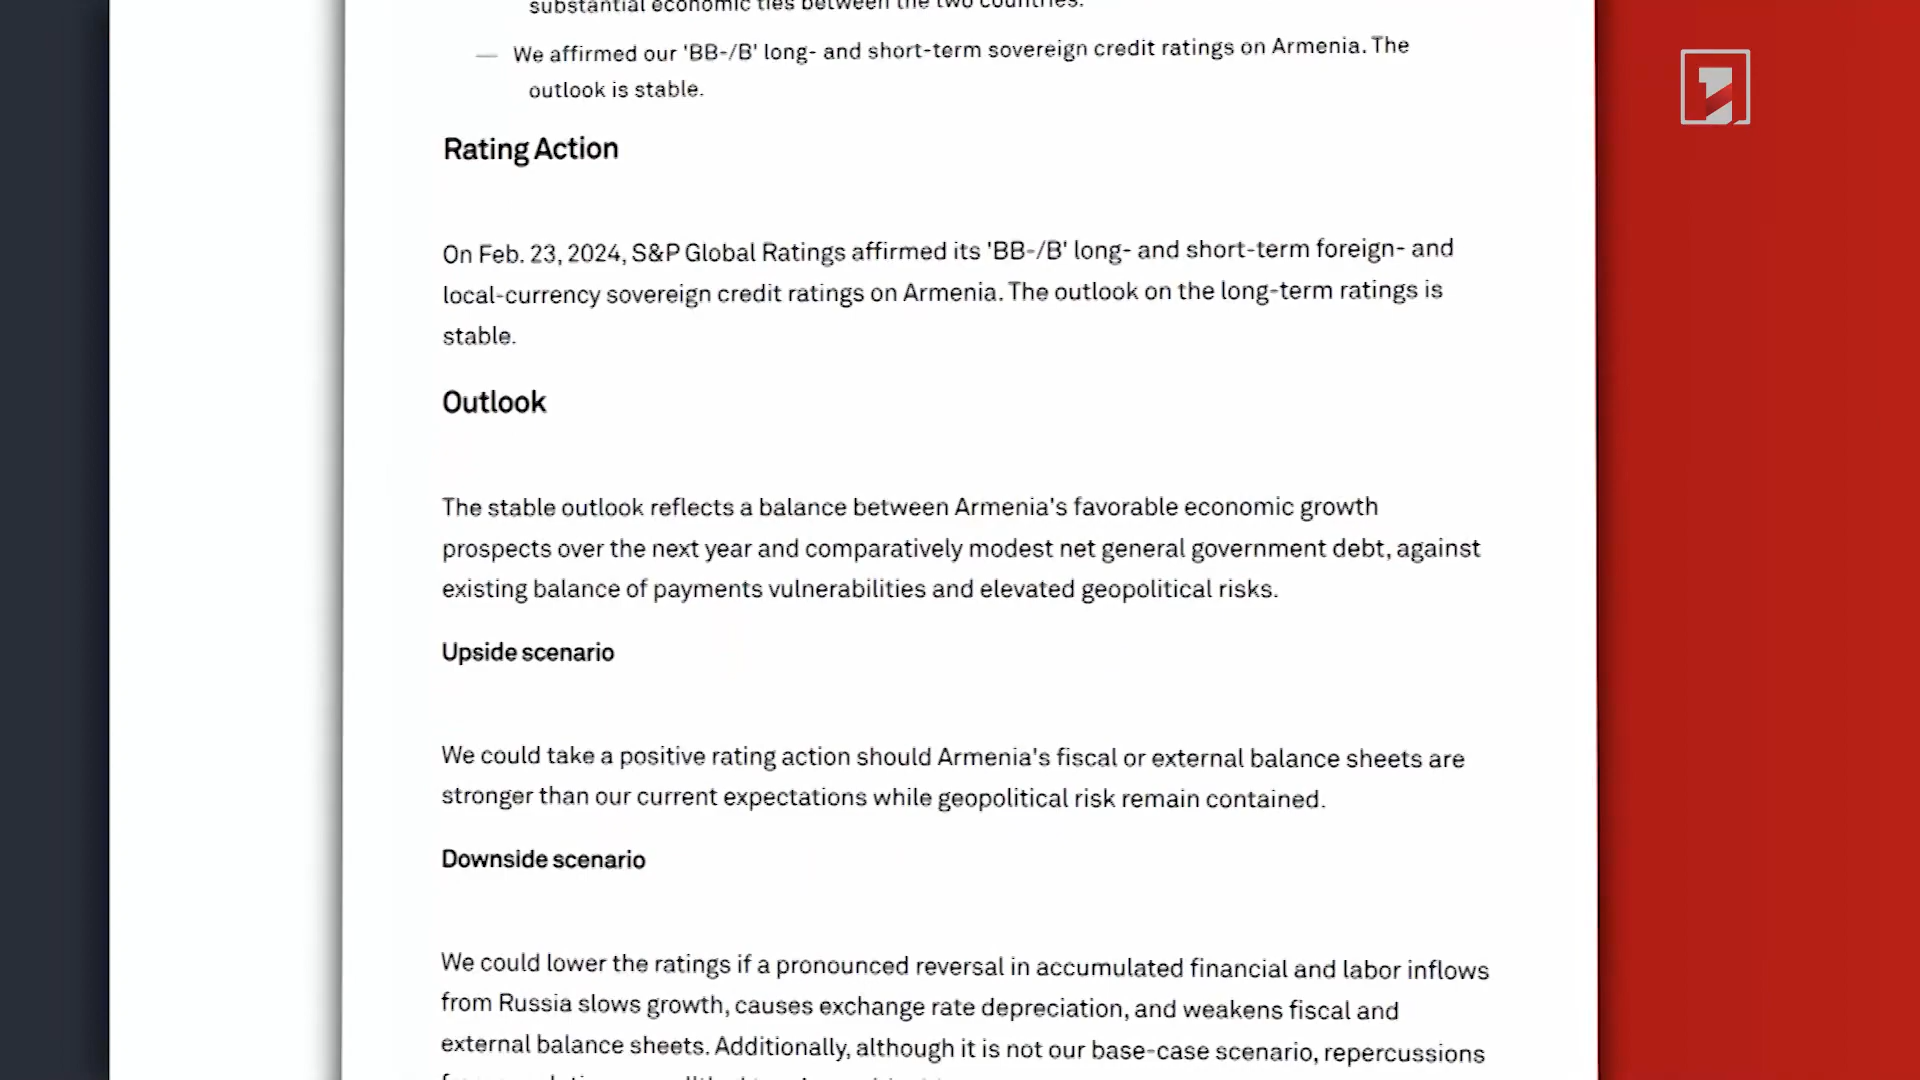 substantial economic ties between the two countries.
— We affirmed our 'BB-/B' long- and short-term sovereign credit ratings on Armenia. The
outlook is stable.
Rating Action
On Feb. 23, 2024, S&P Global Ratings affirmed its 'BB-/B' long- and short-term foreign- and
local-currency sovereign credit ratings on Armenia. The outlook on the long-term ratings is
stable.
Outlook
The stable outlook reflects a balance between Armenia's favorable economic growth
prospects over the next year and comparatively modest net general government debt, against
existing balance of payments vulnerabilities and elevated geopolitical risks.
Upside scenario
We could take a positive rating action should Armenia's fiscal or external balance sheets are
stronger than our current expectations while geopolitical risk remain contained.
Downside scenario
We could lower the ratings if a pronounced reversal in accumulated financial and labor inflows
from Russia slows growth, causes exchange rate depreciation, and weakens fiscal and
external balance sheets. Additionally, although it is not our base-case scenario, repercussions